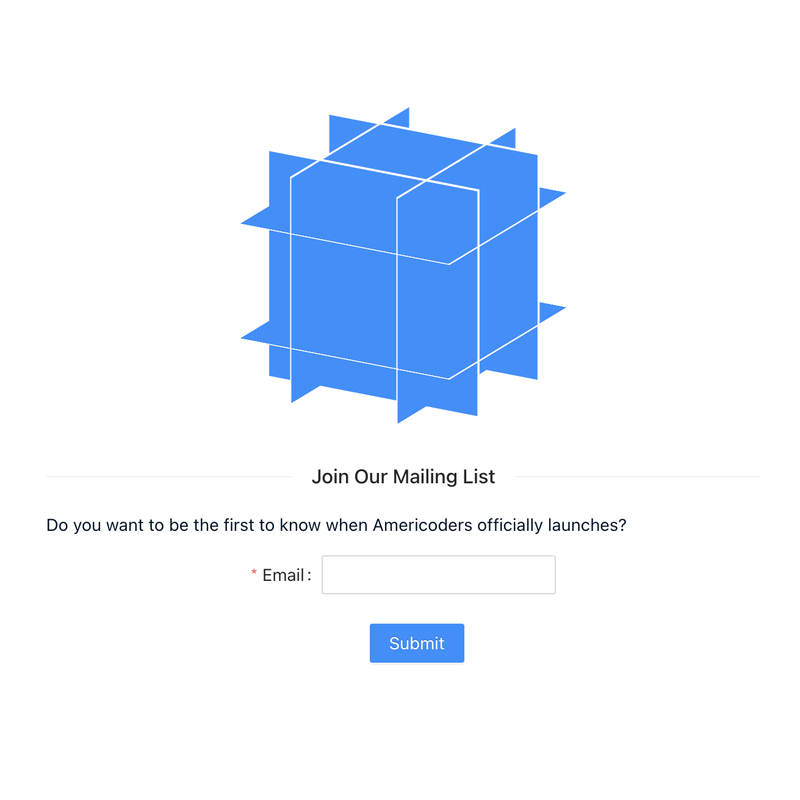 Join Our Mailing List
Do you want to be the first to know when Americoders officially launches?
* Email:
Submit